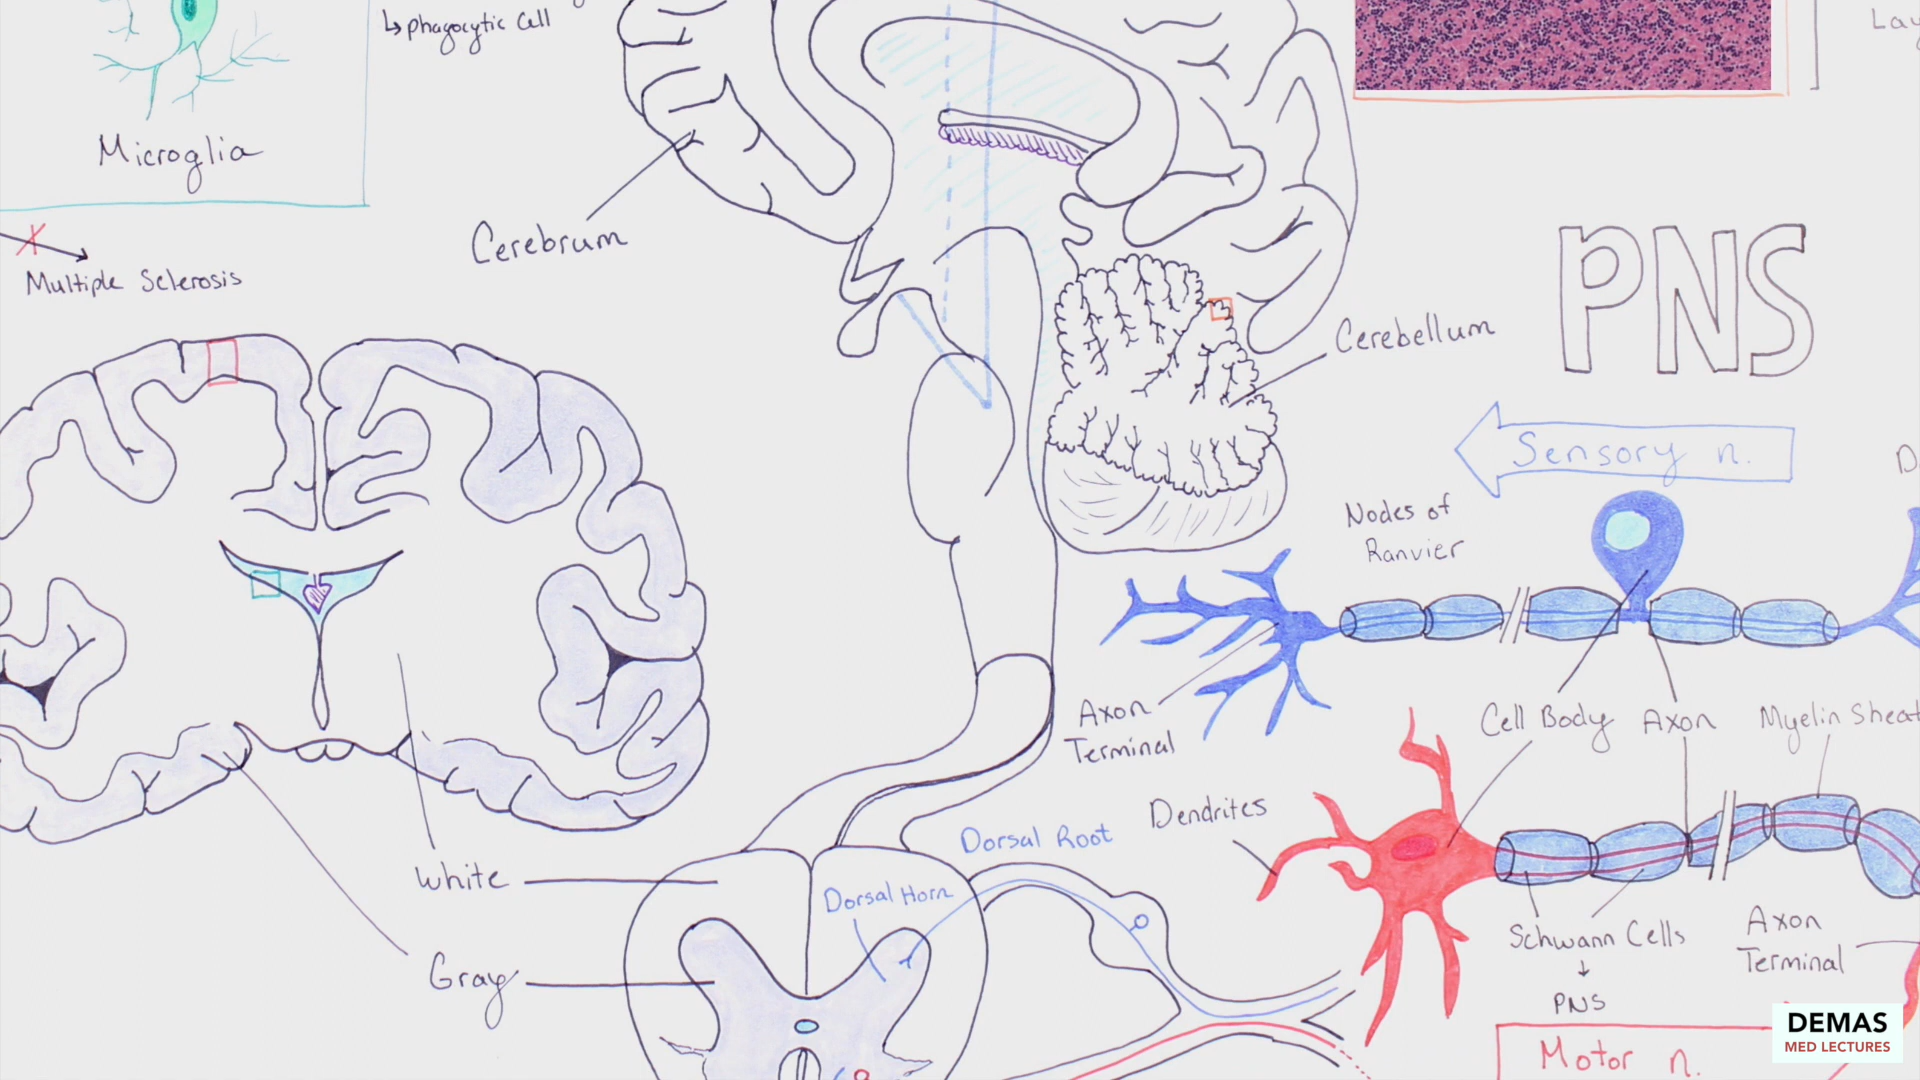 phagocytic cell
Microglia
Cerebrum
Multiple Sclerosis
PNS
Cerebellum
Sensory n.
Nodes of
Ranvier
Axon
Terminal
Cell Body
Axon
Myelin Sheat
Dendrites
Dorsal Root
Dorsal Horn
White
Gray
Schwann Cells
PNS
Axon
Terminal
Motor n.
DEMAS
MED LECTURES